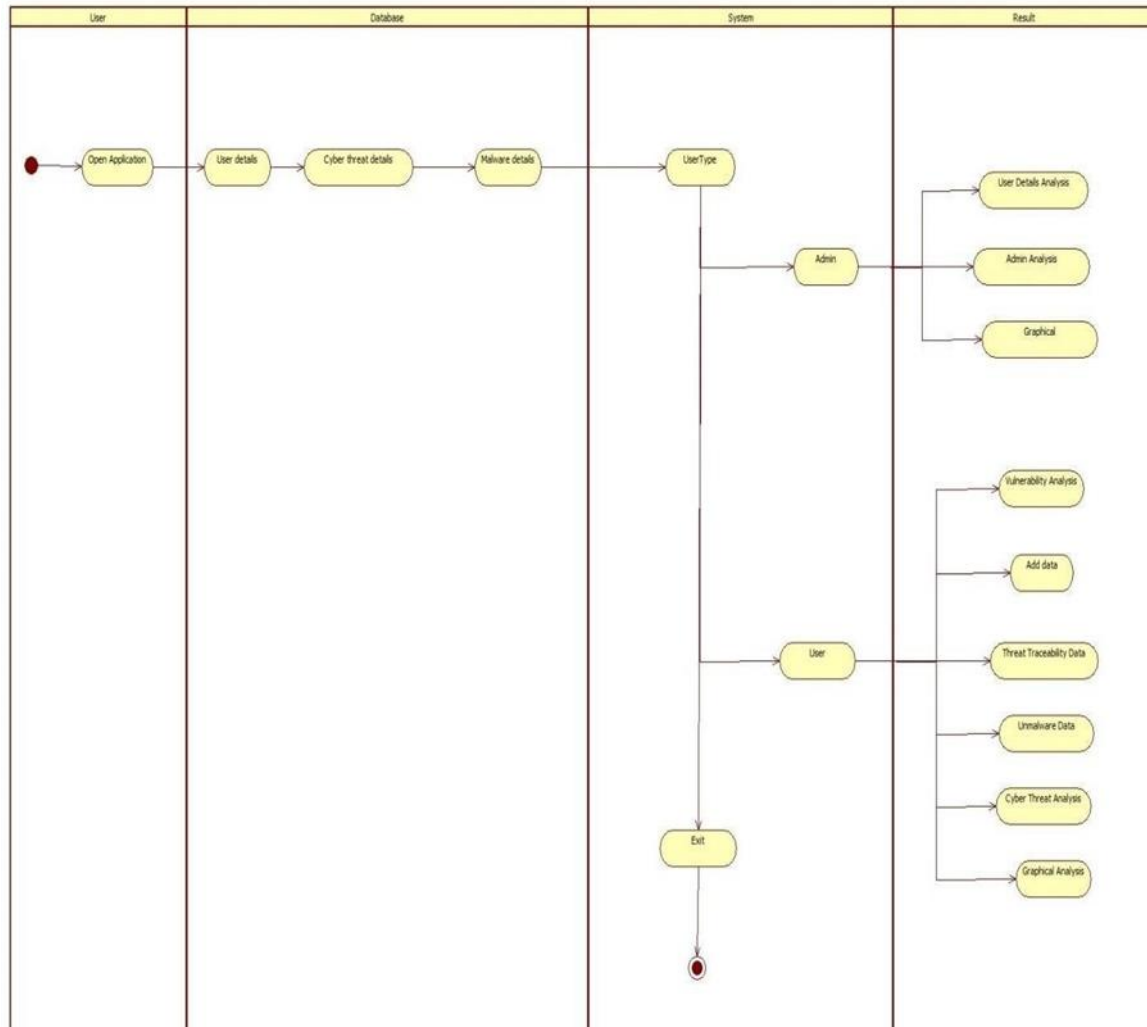 User
Database
System
Result
Open Application
User details
Cyber threat details
Malware details
UserType
User Details Analysis
Admin
Admin Analysis
Graphical
Vulnerability Analysis
Add data
User
Threat Traceability Data
Unmalware Data
Cyber Threat Analysis
Exit
Graphical Analysis